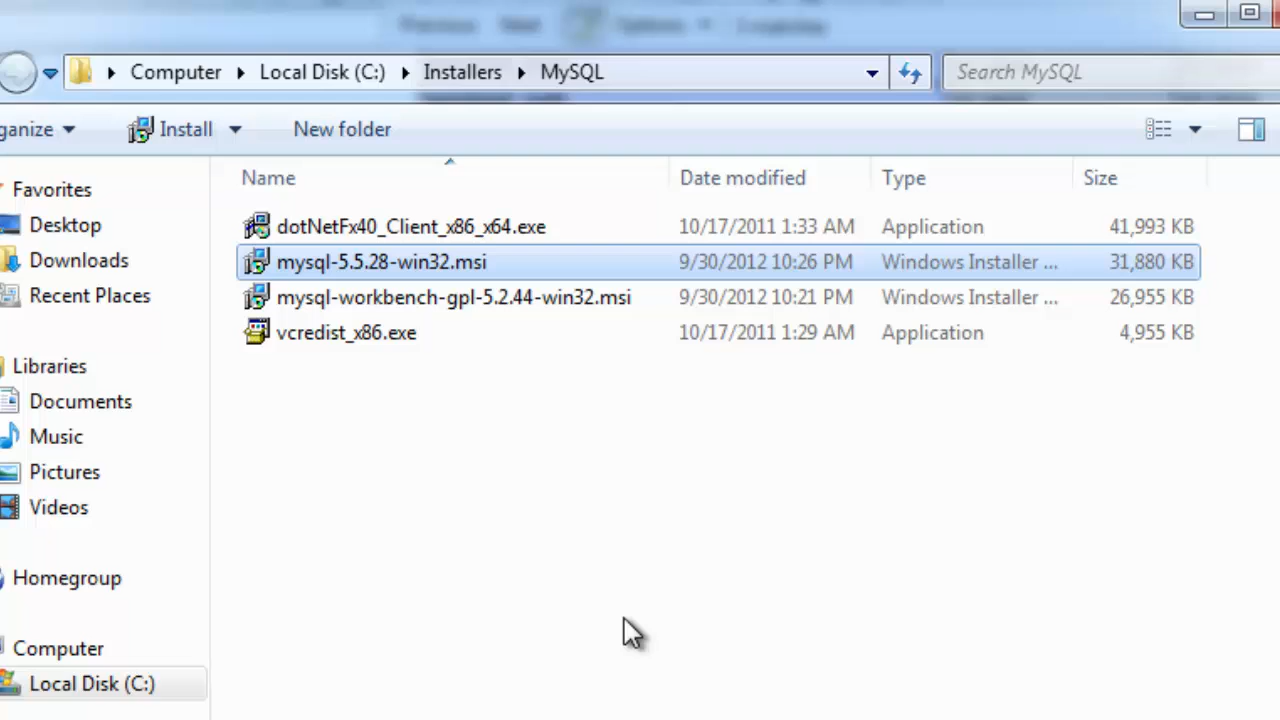 Computer Local Disk (C:) Installers MySQL Search MySQL
ganize Install New folder
Name Date modified Type Size
dotNetFx40_Client_x86_x64.exe 10/17/2011 1:33 AM Application 41,993 KB
mysql-5.5.28-win32.msi 9/30/2012 10:26 PM Windows Installer ... 31,880 KB
mysql-workbench-gpl-5.2.44-win32.msi 9/30/2012 10:21 PM Windows Installer ... 26,955 KB
vcredist_x86.exe 10/17/2011 1:29 AM Application 4,955 KB
Favorites
Desktop
Downloads
Recent Places
Libraries
Documents
Music
Pictures
Videos
Homegroup
Computer
Local Disk (C:)